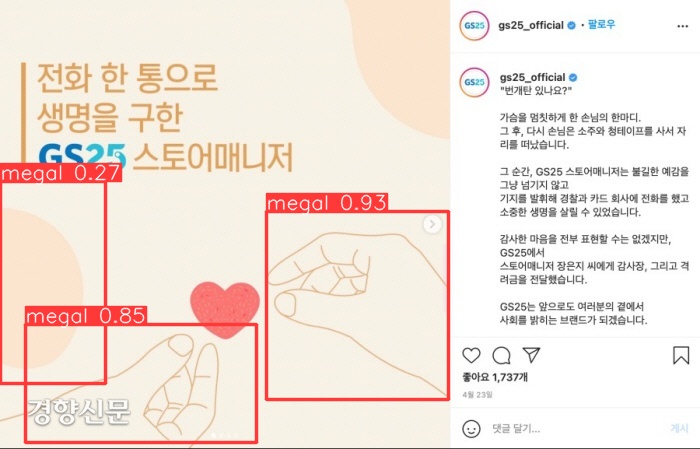 전화 한 통으로
생명을 구한
GS25 스토어매니저
megal 0.27
megal 0.93
megal 0.85
경향신문
GS25
gs25_official • 팔로우
GS25
gs25_official
"번개탄 있나요?"
가슴을 멈칫하게 한 손님의 한마디.
그 후, 다시 손님은 소주와 청테이프를 사서 자
리를 떠났습니다.
그 순간, GS25 스토어매니저는 불길한 예감을
그냥 넘기지 않고
기지를 발휘해 경찰과 카드 회사에 전화를 했고
소중한 생명을 살릴 수 있었습니다.
감사한 마음을 전부 표현할 수는 없겠지만,
GS25에서
스토어매니저 장은지 씨에게 감사장, 그리고 격
려금을 전달했습니다.
GS25는 앞으로도 여러분의 곁에서
사회를 밝히는 브랜드가 되겠습니다.
좋아요 1,737개
4월 23일
댓글 달기...
게시